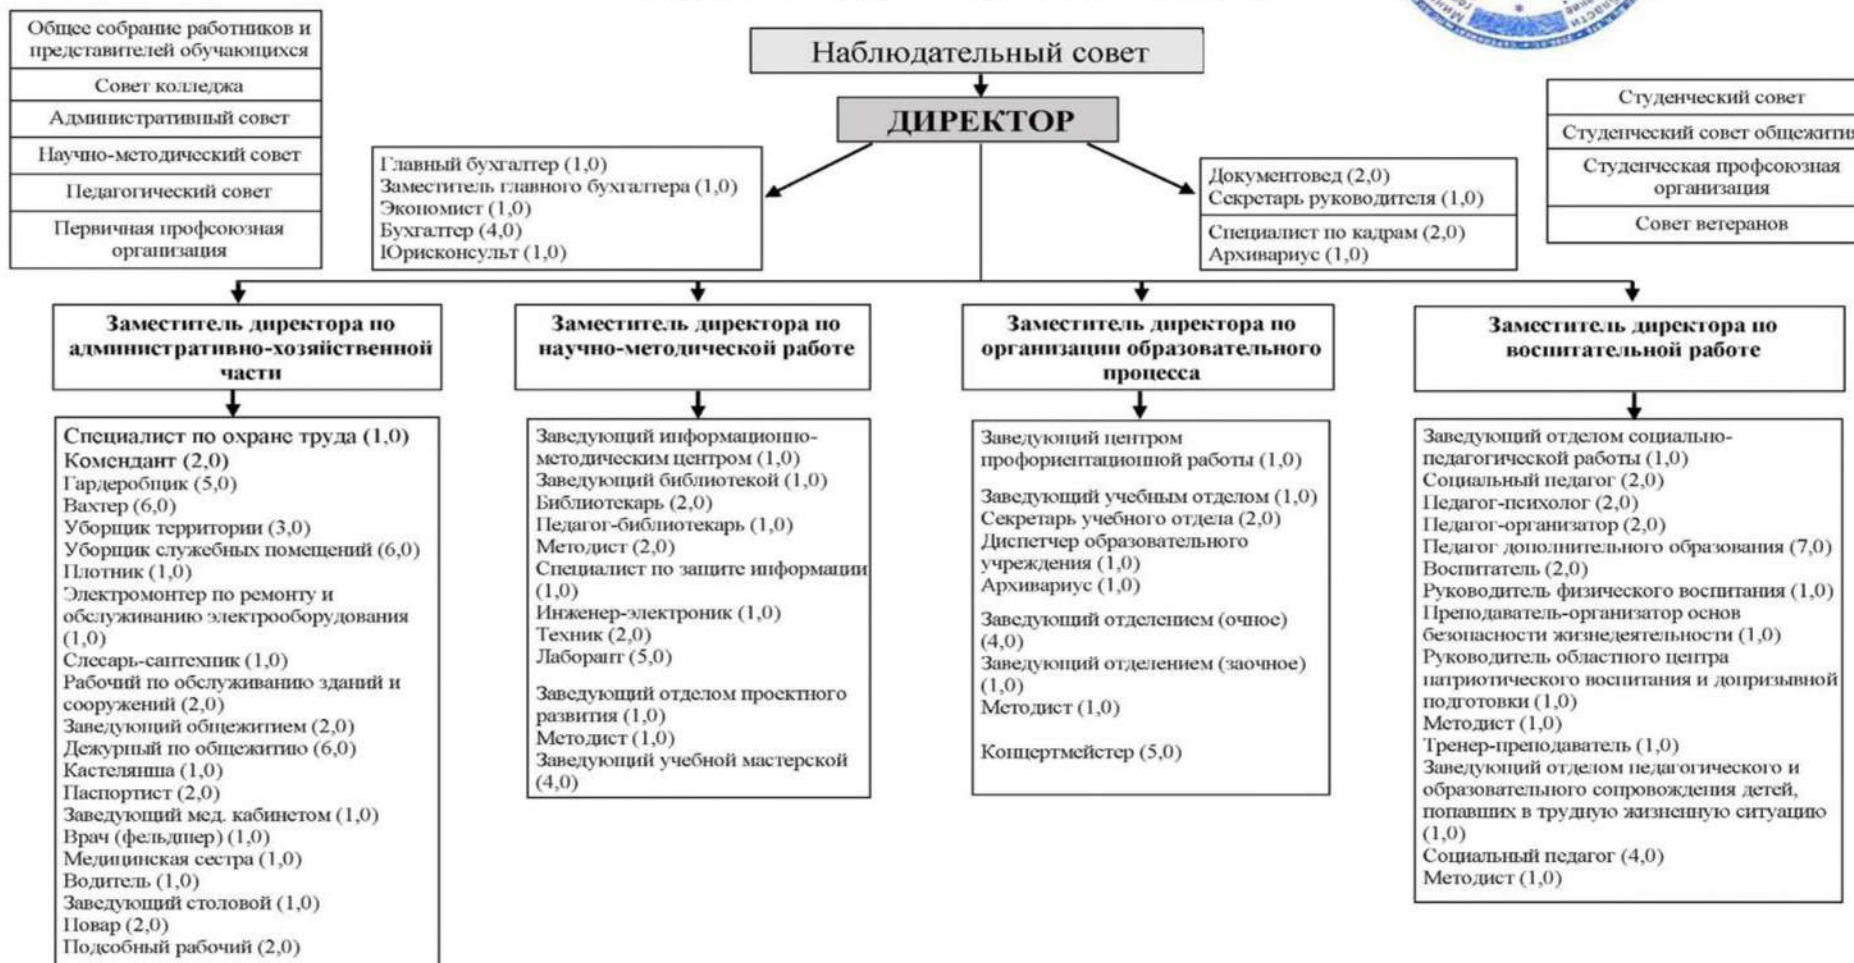 Общее собрание работников и
представителей обучающихся
Совет колледжа
Административный совет
Научно-методический совет
Педагогический совет
Первичная профсоюзная
организация
Наблюдательный совет
ДИРЕКТОР
Главный бухгалтер (1,0)
Заместитель главного бухгалтера (1,0)
Экономист (1,0)
Бухгалтер (4,0)
Юрисконсульт (1,0)
Документовед (2,0)
Секретарь руководителя (1,0)
Специалист по кадрам (2,0)
Архивариус (1,0)
Студенческий совет
Студенческий совет общежития
Студенческая профсоюзная
организация
Совет ветеранов
Заместитель директора по
административно-хозяйственной
части
Специалист по охране труда (1,0)
Комендант (2,0)
Гардеробщик (5,0)
Вахтер (6,0)
Уборщик территории (3,0)
Уборщик служебных помещений (6,0)
Плотник (1,0)
Электромонтер по ремонту и
обслуживанию электрооборудования
(1,0)
Слесарь-сантехник (1,0)
Рабочий по обслуживанию зданий и
сооружений (2,0)
Заведующий общежитием (2,0)
Дежурный по общежитию (6,0)
Кастелянша (1,0)
Паспортист (2,0)
Заведующий мед. кабинетом (1,0)
Врач (фельдшер) (1,0)
Медицинская сестра (1,0)
Водитель (1,0)
Заведующий столовой (1,0)
Повар (2,0)
Подсобный рабочий (2,0)
Заместитель директора по
научно-методической работе
Заведующий информационно-
методическим центром (1,0)
Заведующий библиотекой (1,0)
Библиотекарь (2,0)
Педагог-библиотекарь (1,0)
Методист (2,0)
Специалист по защите информации
(1,0)
Инженер-электроник (1,0)
Техник (2,0)
Лаборант (5,0)
Заведующий отделом проектного
развития (1,0)
Методист (1,0)
Заведующий учебной мастерской
(4,0)
Заместитель директора по
организации образовательного
процесса
Заведующий центром
профориентационной работы (1,0)
Заведующий учебным отделом (1,0)
Секретарь учебного отдела (2,0)
Диспетчер образовательного
учреждения (1,0)
Архивариус (1,0)
Заведующий отделением (очное)
(4,0)
Заведующий отделением (заочное)
(1,0)
Методист (1,0)
Концертмейстер (5,0)
Заместитель директора по
воспитательной работе
Заведующий отделом социально-
педагогической работы (1,0)
Социальный педагог (2,0)
Педагог-психолог (2,0)
Педагог-организатор (2,0)
Педагог дополнительного образования (7,0)
Воспитатель (2,0)
Руководитель физического воспитания (1,0)
Преподаватель-организатор основ
безопасности жизнедеятельности (1,0)
Руководитель областного центра
патриотического воспитания и допризывной
подготовки (1,0)
Методист (1,0)
Тренер-преподаватель (1,0)
Заведующий отделом педагогического и
образовательного сопровождения детей,
попавших в трудную жизненную ситуацию
(1,0)
Социальный педагог (4,0)
Методист (1,0)